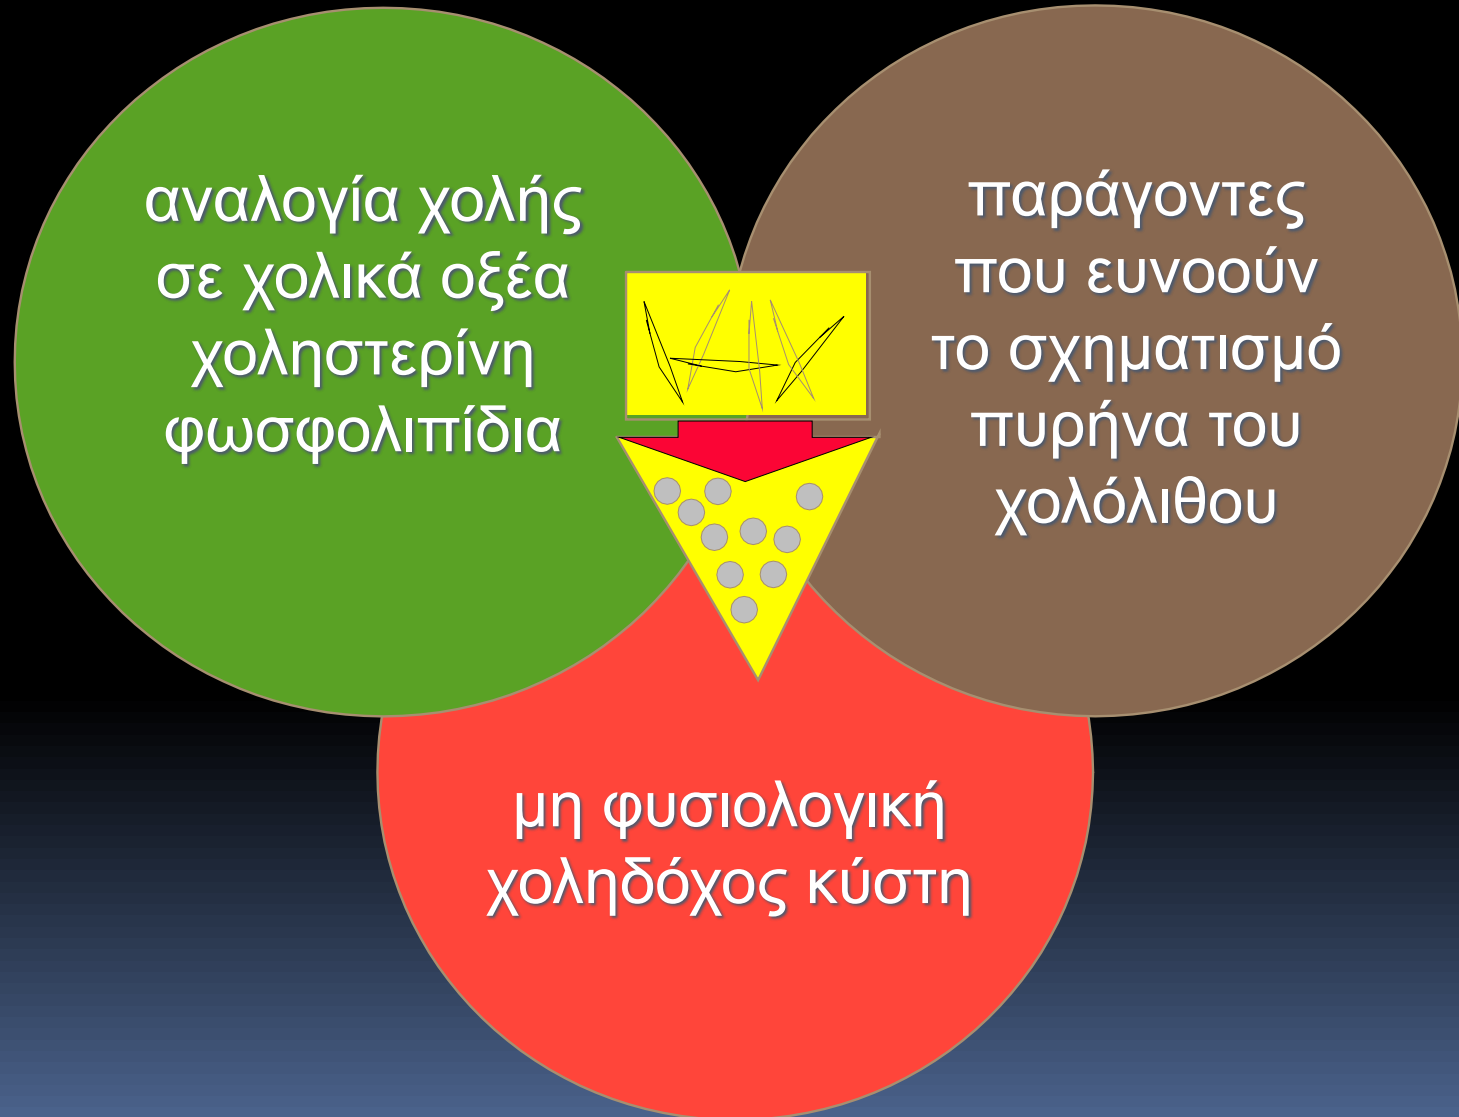 αναλογία χολής
σε χολικά οξέα
χοληστερίνη
φωσφολιπίδια
παράγοντες
που ευνοούν
το σχηματισμό
πυρήνα του
χολόλιθου
μη φυσιολογική
χοληδόχος κύστη